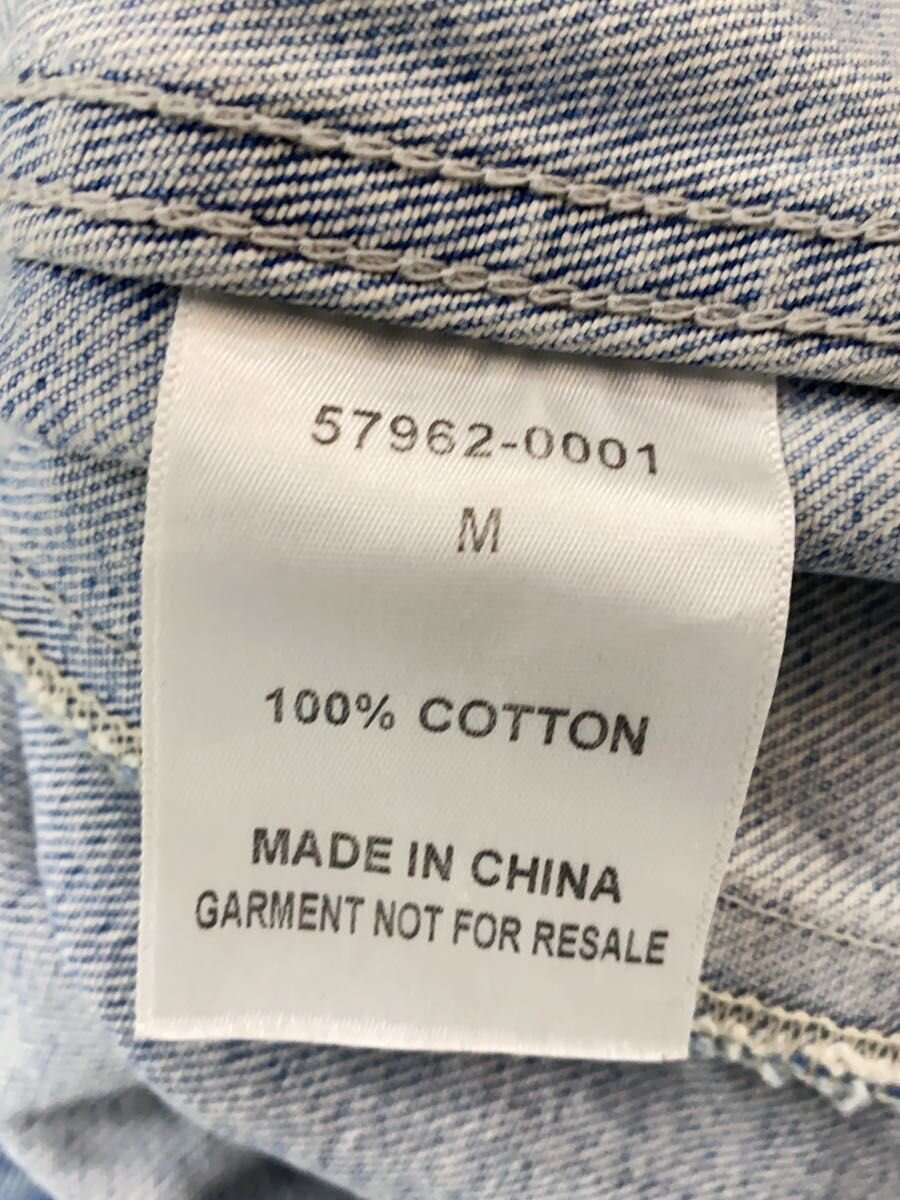 57962-0001
M
100% COTTON
MADE IN CHINA
GARMENT NOT FOR RESALE